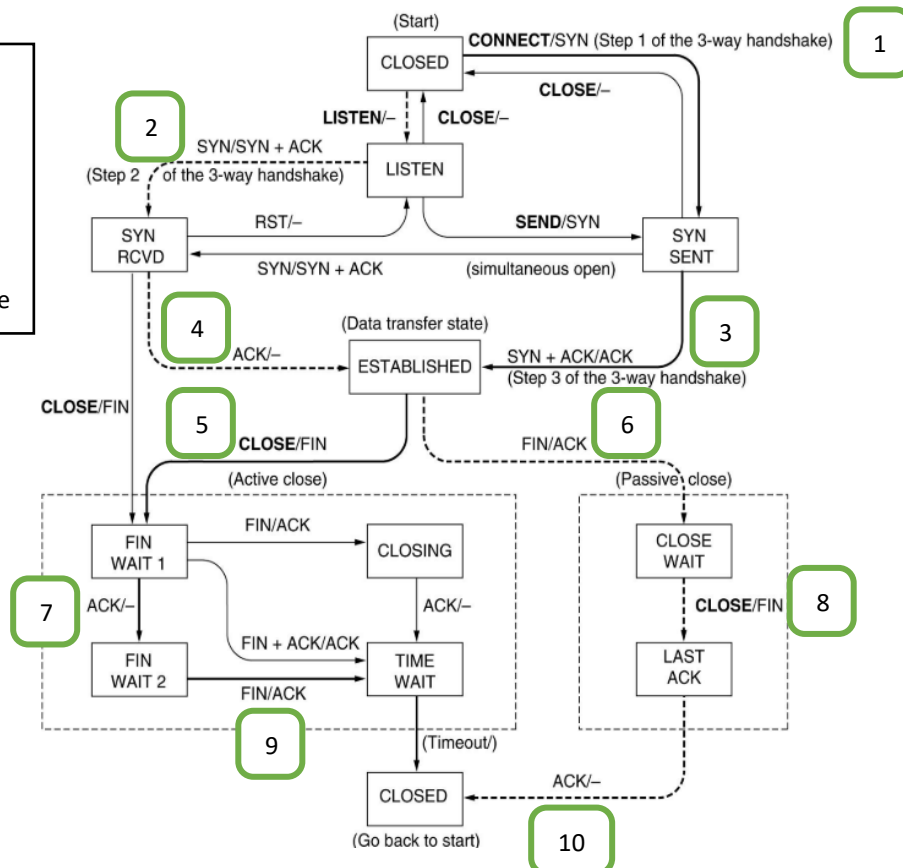 (Start)
CONNECT/SYN (Step 1 of the 3-way handshake)
1
CLOSED
CLOSE/–
LISTEN/–
CLOSE/–
2
SYN/SYN + ACK
(Step 2 of the 3-way handshake)
LISTEN
SYN
RCVD
RST/–
SEND/SYN
SYN
SENT
SYN/SYN + ACK
(simultaneous open)
e
4
(Data transfer state)
3
ACK/–
ESTABLISHED
SYN + ACK/ACK
(Step 3 of the 3-way handshake)
CLOSE/FIN
5
CLOSE/FIN
6
FIN/ACK
(Active close)
(Passive close)
FIN
WAIT 1
FIN/ACK
CLOSING
CLOSE
WAIT
7
ACK/–
ACK/–
CLOSE/FIN
8
FIN
WAIT 2
FIN + ACK/ACK
TIME
WAIT
LAST
ACK
FIN/ACK
9
(Timeout/)
CLOSED
ACK/–
(Go back to start)
10